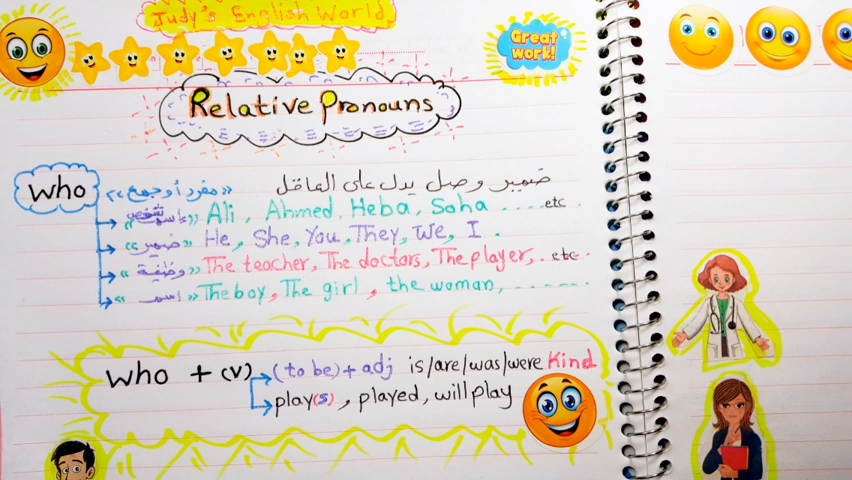 Judy's English World
Great work!
Relative Pronouns
who « مفرد أو جمع » ضمير وصل يدل على العاقل
« اسم شخص » Ali, Ahmed, Heba, Soha .....etc
« ضمير » He, She, You, They, We, I.
« وظيفة » The teacher, The doctors, The player, .etc.
« اسم » The boy, The girl, the woman, .......
who + (v) (to be) + adj is/are/was/were Kind
play(s), played, will play